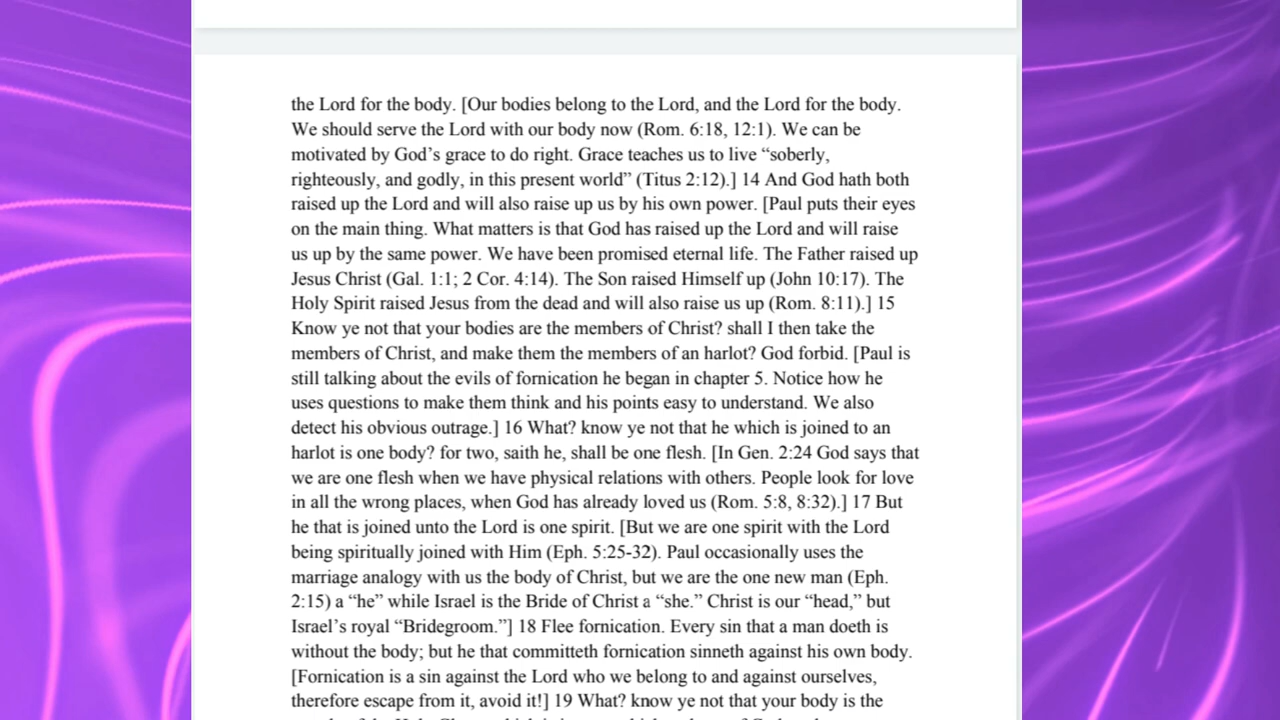 the Lord for the body. [Our bodies belong to the Lord, and the Lord for the body.
We should serve the Lord with our body now (Rom. 6:18, 12:1). We can be
motivated by God’s grace to do right. Grace teaches us to live “soberly,
righteously, and godly, in this present world” (Titus 2:12).] 14 And God hath both
raised up the Lord and will also raise up us by his own power. [Paul puts their eyes
on the main thing. What matters is that God has raised up the Lord and will raise
us up by the same power. We have been promised eternal life. The Father raised up
Jesus Christ (Gal. 1:1; 2 Cor. 4:14). The Son raised Himself up (John 10:17). The
Holy Spirit raised Jesus from the dead and will also raise us up (Rom. 8:11).] 15
Know ye not that your bodies are the members of Christ? shall I then take the
members of Christ, and make them the members of an harlot? God forbid. [Paul is
still talking about the evils of fornication he began in chapter 5. Notice how he
uses questions to make them think and his points easy to understand. We also
detect his obvious outrage.] 16 What? know ye not that he which is joined to an
harlot is one body? for two, saith he, shall be one flesh. [In Gen. 2:24 God says that
we are one flesh when we have physical relations with others. People look for love
in all the wrong places, when God has already loved us (Rom. 5:8, 8:32).] 17 But
he that is joined unto the Lord is one spirit. [But we are one spirit with the Lord
being spiritually joined with Him (Eph. 5:25-32). Paul occasionally uses the
marriage analogy with us the body of Christ, but we are the one new man (Eph.
2:15) a “he” while Israel is the Bride of Christ a “she.” Christ is our “head,” but
Israel’s royal “Bridegroom.”] 18 Flee fornication. Every sin that a man doeth is
without the body; but he that committeth fornication sinneth against his own body.
[Fornication is a sin against the Lord who we belong to and against ourselves,
therefore escape from it, avoid it!] 19 What? know ye not that your body is the